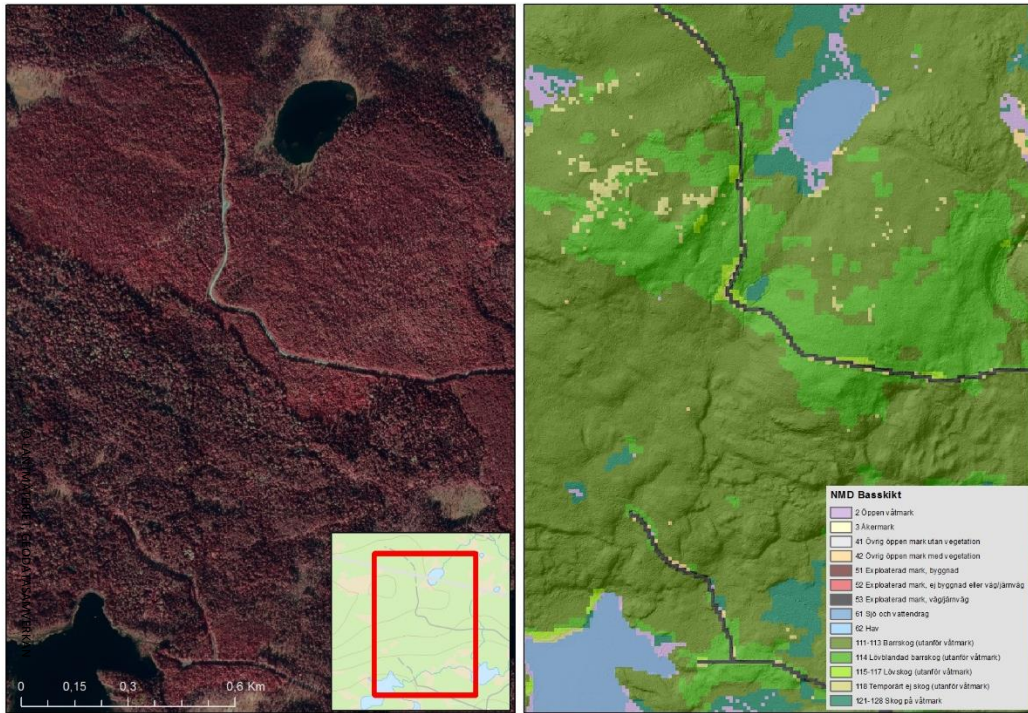 0 0,15 0,3 0,6 Km
NMD Basskikt
2 Öppen våtmark
3 Åkermark
41 Övrig öppen mark utan vegetation
42 Övrig öppen mark med vegetation
51 Exploaterad mark, byggnad
52 Exploaterad mark, ej byggnad eller väg/järnväg
53 Exploaterad mark, väg/järnväg
61 Sjö och vattendrag
62 Hav
111-113 Barrskog (utanför våtmark)
114 Lövblandad barrskog (utanför våtmark)
115-117 Lövskog (utanför våtmark)
118 Temporärt ej skog (utanför våtmark)
121-128 Skog på våtmark